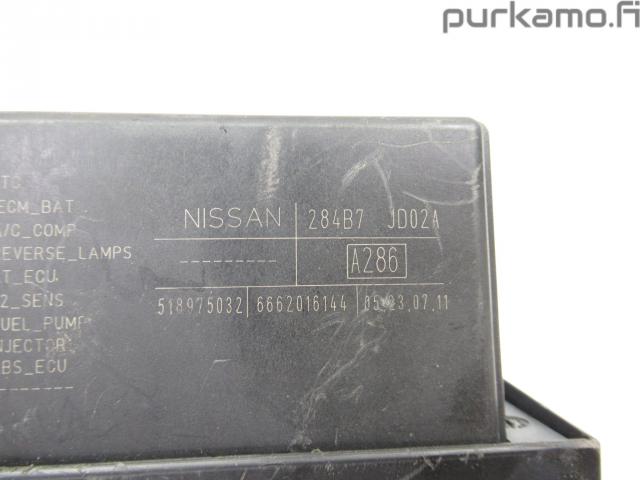 purkamo.fi
TC
ECM_BAT
A/C_COMP
REVERSE_LAMPS
T_ECU
2_SENS
UEL_PUMP
NJECTOR
BS_ECU
NISSAN 284B7 JD02A
A286
518975032 6662016144 05.23.07.11